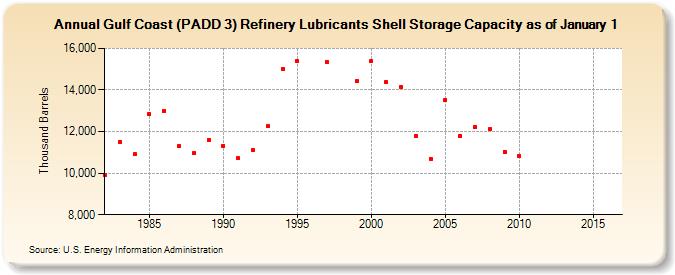 Annual Gulf Coast (PADD 3) Refinery Lubricants Shell Storage Capacity as of January 1
Thousand Barrels
16,000
14,000
12,000
10,000
8,000
1985 1990 1995 2000 2005 2010 2015
Source: U.S. Energy Information Administration